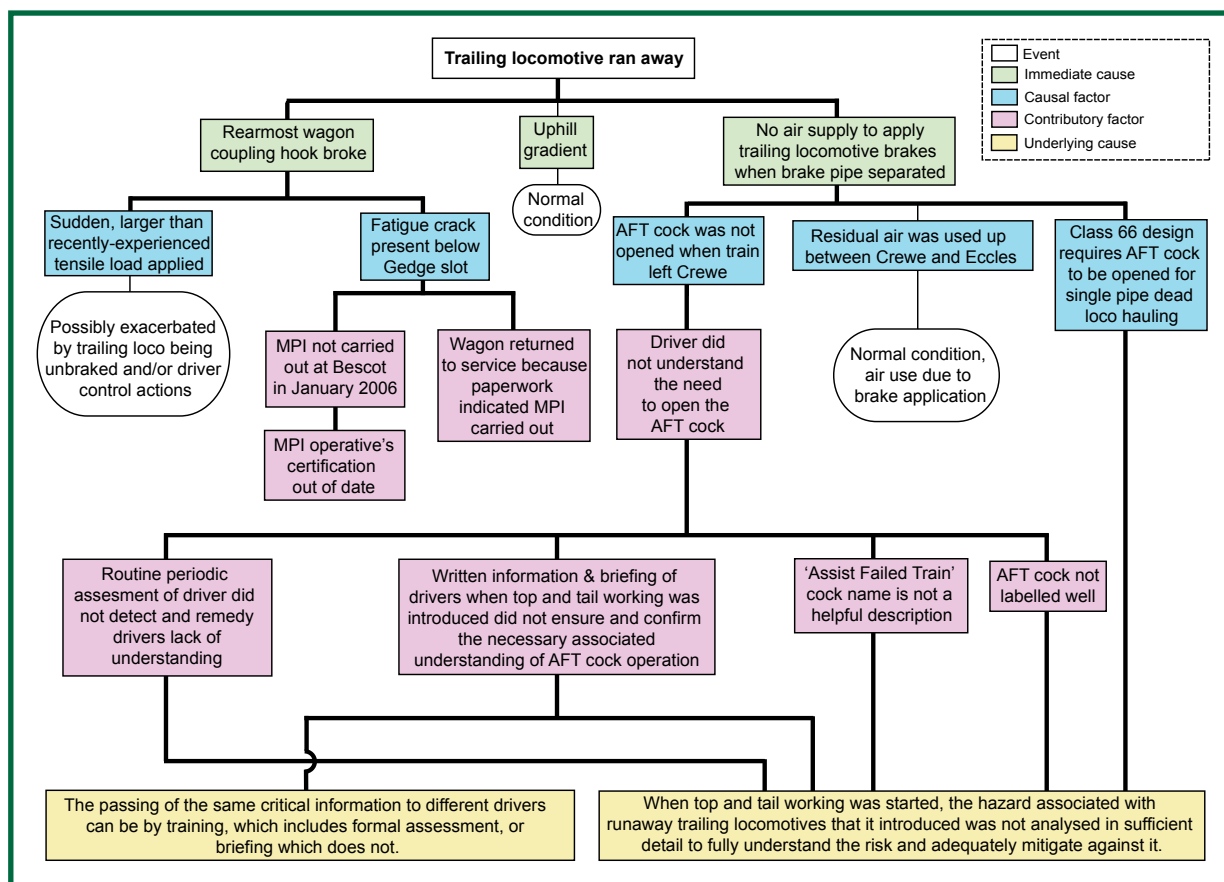 Trailing locomotive ran away
Event
Immediate cause
Causal factor
Contributory factor
Underlying cause
Rearmost wagon
coupling hook broke
Uphill
gradient
No air supply to apply
trailing locomotive brakes
when brake pipe separated
Normal
condition
Sudden, larger than
recently-experienced
tensile load applied
Fatigue crack
present below
Gedge slot
AFT cock was not
opened when train
left Crewe
Residual air was used up
between Crewe and Eccles
Class 66 design
requires AFT cock
to be opened for
single pipe dead
loco hauling
Possibly exacerbated
by trailing loco being
unbraked and/or driver
control actions
MPI not carried
out at Bescot
in January 2006
Wagon returned
to service because
paperwork
indicated MPI
carried out
Driver did
not understand
the need
to open the
AFT cock
Normal condition,
air use due to
brake application
MPI operative's
certification
out of date
Routine periodic
assesment of driver did
not detect and remedy
drivers lack of
understanding
Written information & briefing of
drivers when top and tail working was
introduced did not ensure and confirm
the necessary associated
understanding of AFT cock operation
'Assist Failed Train'
cock name is not a
helpful description
AFT cock not
labelled well
The passing of the same critical information to different drivers
can be by training, which includes formal assessment, or
briefing which does not.
When top and tail working was started, the hazard associated with
runaway trailing locomotives that it introduced was not analysed in sufficient
detail to fully understand the risk and adequately mitigate against it.